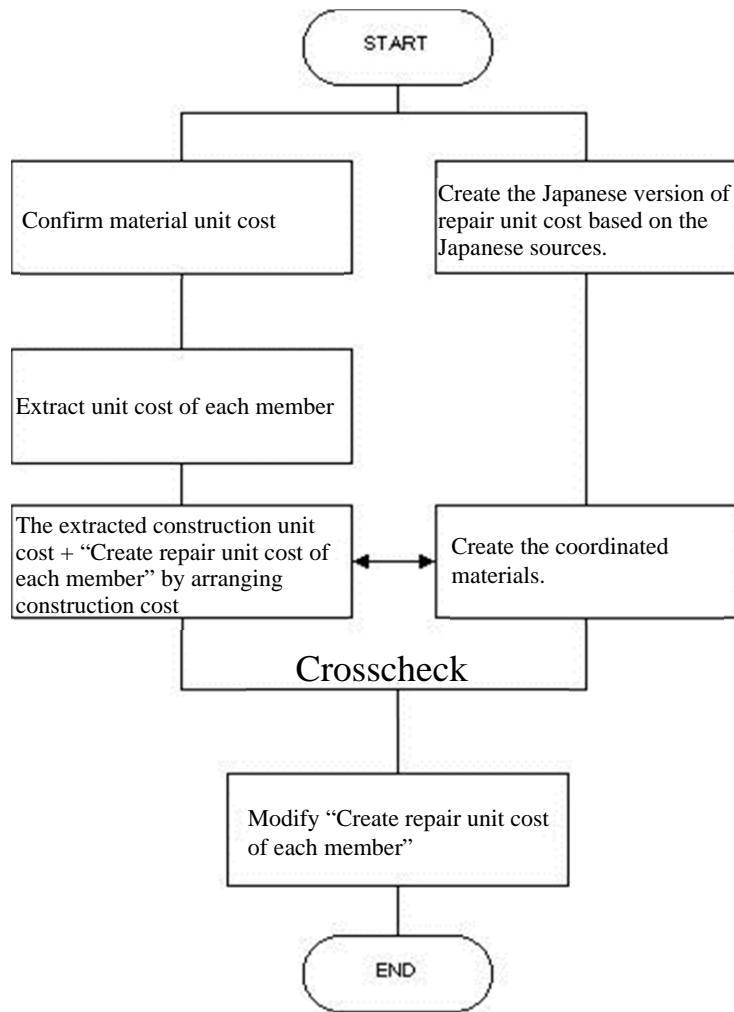 START
Confirm material unit cost
Create the Japanese version of
repair unit cost based on the
Japanese sources.
Extract unit cost of each member
The extracted construction unit
cost + “Create repair unit cost of
each member” by arranging
construction cost
Create the coordinated
materials.
Crosscheck
Modify “Create repair unit cost
of each member”
END